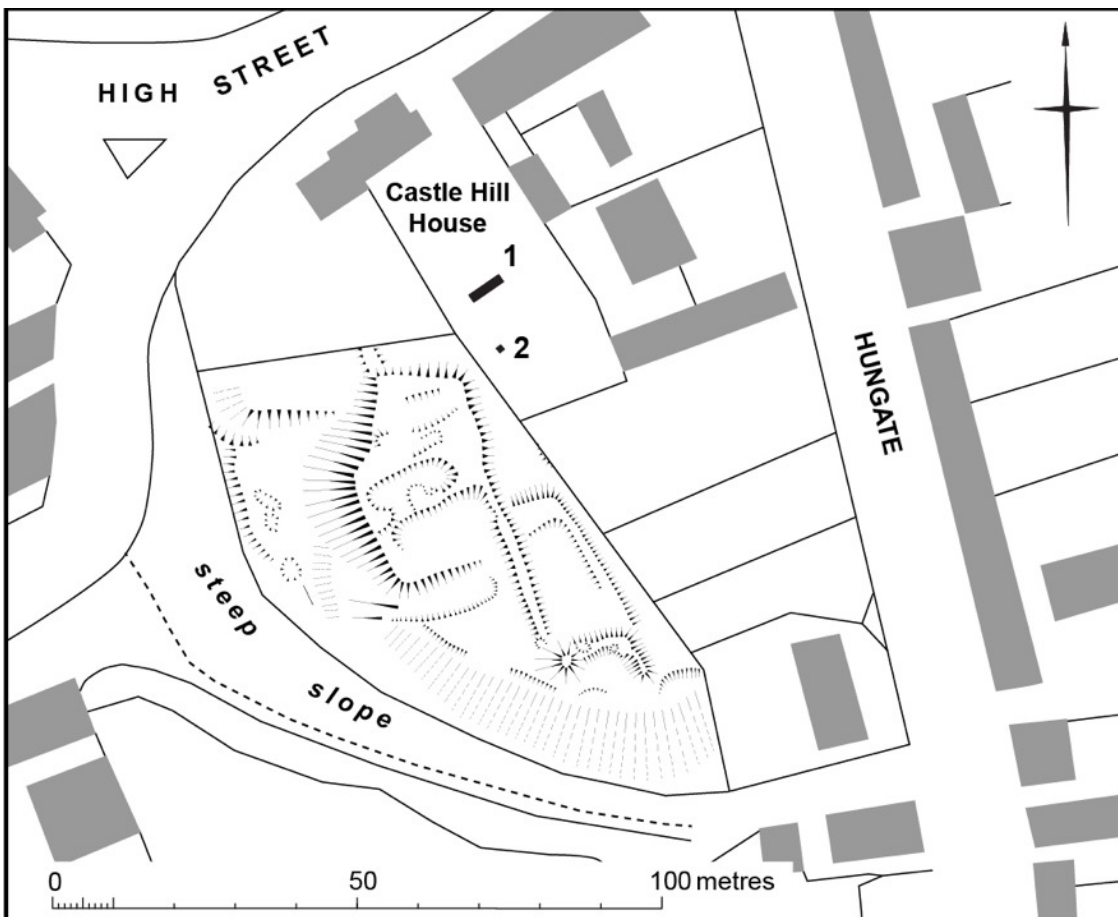 HIGH STREET
Castle Hill
House
1
2
HUNGATE
steep
slope
0 50 100 metres